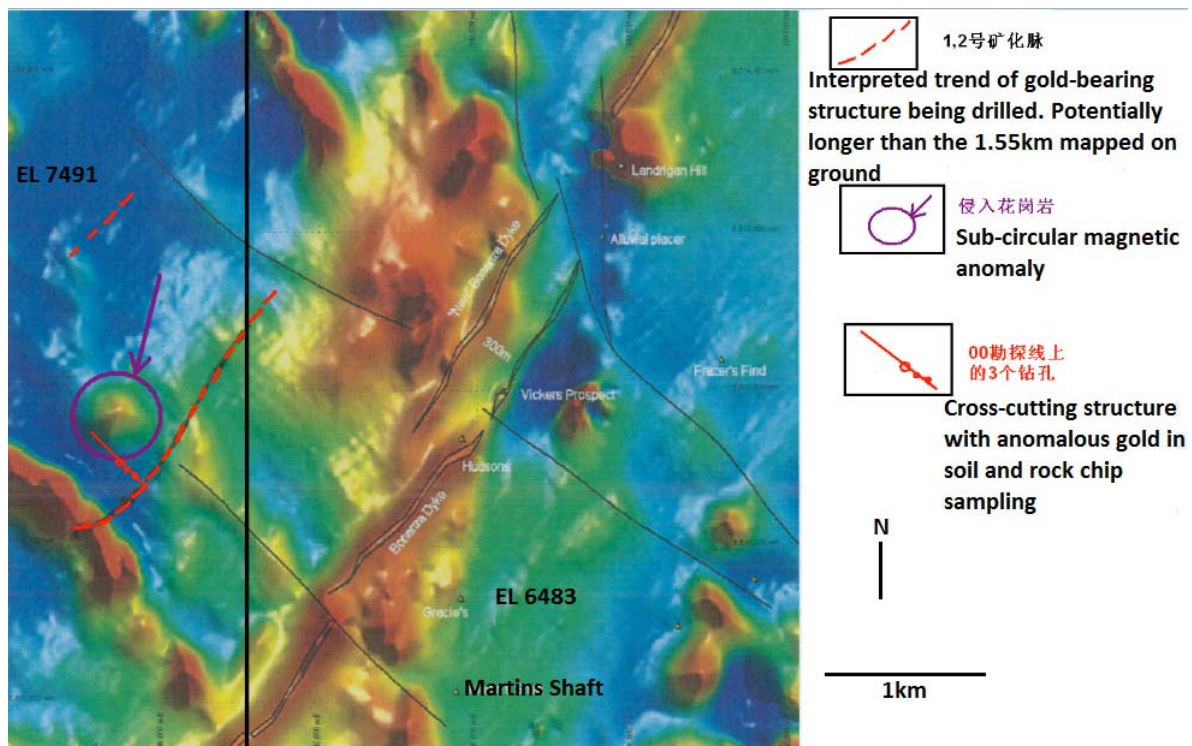 EL 7491
Landrigan Hill
Alluvial placer
"New" Bonanza Dyke
300m
Frazer's Find
Vickers Prospect
Hudsons
Bonanza Dyke
EL 6483
Gracie's
Martins Shaft
1,2号矿化脉
Interpreted trend of gold-bearing
structure being drilled. Potentially
longer than the 1.55km mapped on
ground
侵入花岗岩
Sub-circular magnetic
anomaly
00勘探线上
的3个钻孔
Cross-cutting structure
with anomalous gold in
soil and rock chip
sampling
N
1km